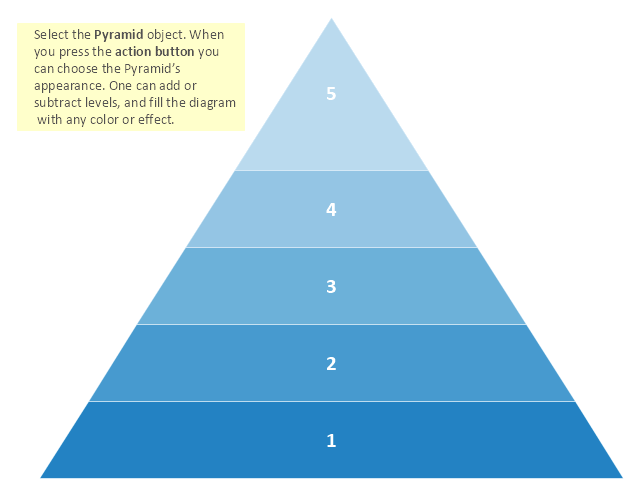 Select the Pyramid object. When
you press the action button you
can choose the Pyramid's
appearance. One can add or
subtract levels, and fill the diagram
with any color or effect.
5
4
3
2
1